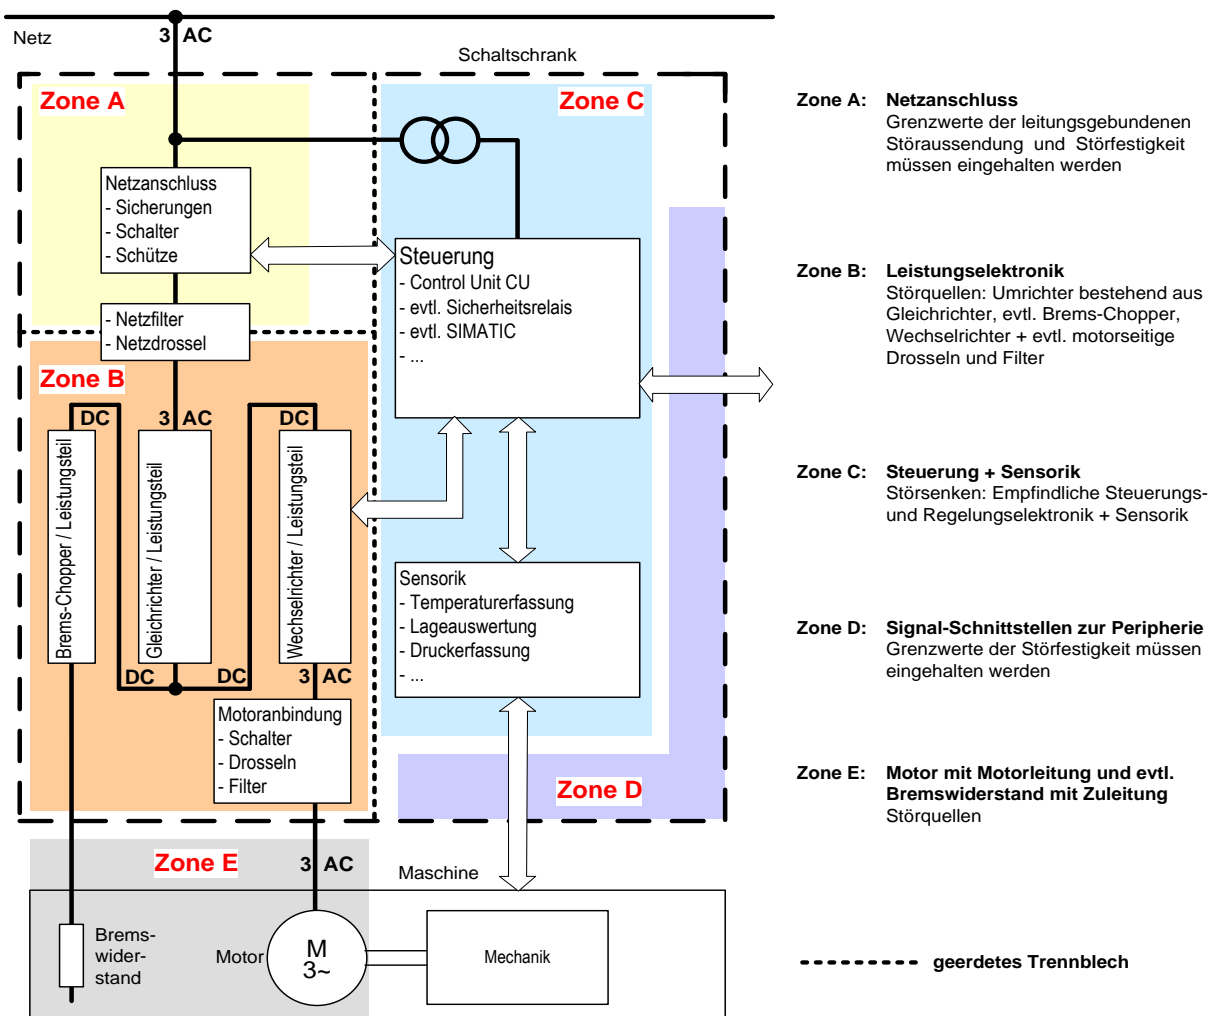 Netz
3 AC
Schaltschrank
Zone A
Zone C
Netzanschluss
- Sicherungen
- Schalter
- Schütze
Steuerung
- Control Unit CU
- evtl. Sicherheitsrelais
- evtl. SIMATIC
- ...
- Netzfilter
- Netzdrossel
Zone B
DC
3 AC
DC
Brems-Chopper / Leistungsteil
Gleichrichter / Leistungsteil
Wechselrichter / Leistungsteil
Sensorik
- Temperaturerfassung
- Lageauswertung
- Druckerfassung
- ...
DC
DC
3 AC
Motoranbindung
- Schalter
- Drosseln
- Filter
Zone D
Zone E
3 AC
Maschine
Brems-
wider-
stand
Motor
M
3~
Mechanik
Zone A: Netzanschluss
Grenzwerte der leitungsgebundenen
Störaussendung und Störfestigkeit
müssen eingehalten werden
Zone B: Leistungselektronik
Störquellen: Umrichter bestehend aus
Gleichrichter, evtl. Brems-Chopper,
Wechselrichter + evtl. motorseitige
Drosseln und Filter
Zone C: Steuerung + Sensorik
Störsenken: Empfindliche Steuerungs-
und Regelungselektronik + Sensorik
Zone D: Signal-Schnittstellen zur Peripherie
Grenzwerte der Störfestigkeit müssen
eingehalten werden
Zone E: Motor mit Motorleitung und evtl.
Bremswiderstand mit Zuleitung
Störquellen
geerdetes Trennblech